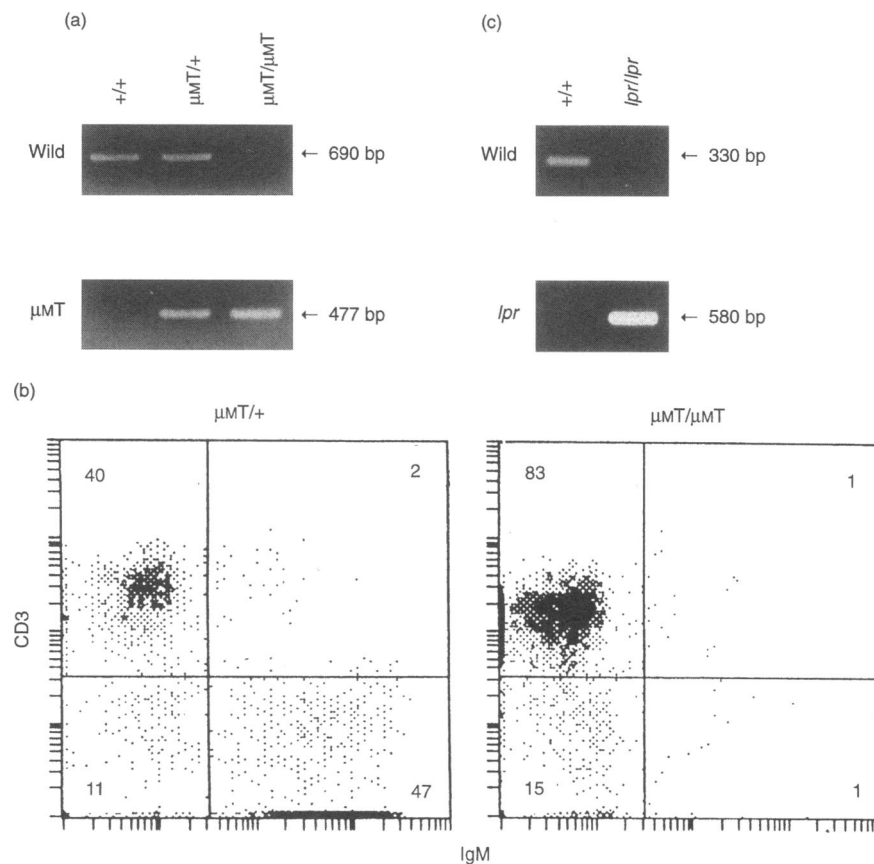 (a)
+/+ μMT/+ μMT/μMT
Wild ← 690 bp
μMT ← 477 bp
(c)
+/+ lpr/lpr
Wild ← 330 bp
lpr ← 580 bp
(b)
μMT/+ μMT/μMT
40 2 83 1
CD3
11 47 15 1
IgM